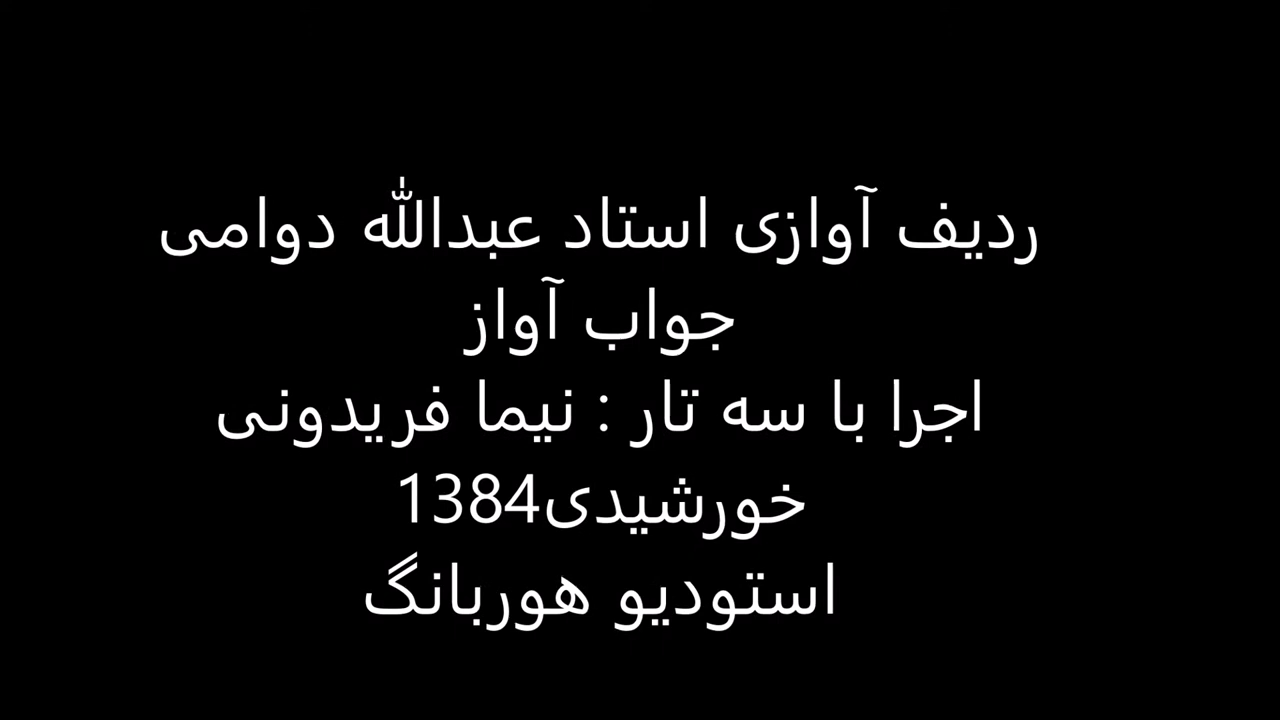 ردیف آوازی استاد عبدالله دوامی
جواب آواز
اجرا با سه تار : نیما فریدونی
خورشیدی1384
استودیو هوربانگ